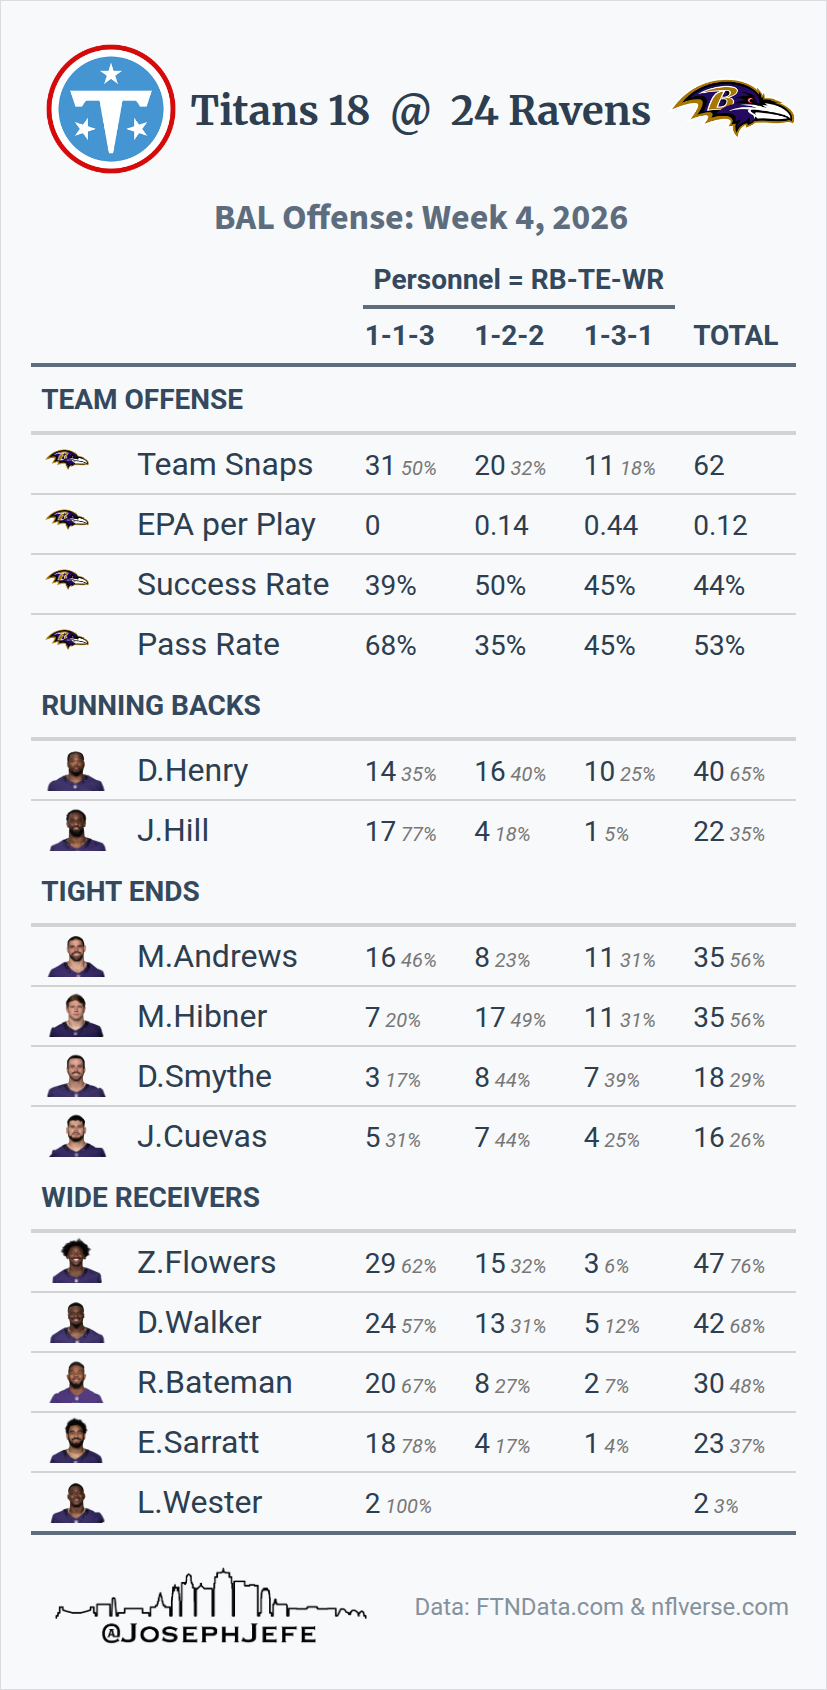 Titans 18 @ 24 Ravens
BAL Offense: Week 4, 2026
Personnel = RB-TE-WR
1-1-3 1-2-2 1-3-1 TOTAL
TEAM OFFENSE
Team Snaps 31 50% 20 32% 11 18% 62
EPA per Play 0 0.14 0.44 0.12
Success Rate 39% 50% 45% 44%
Pass Rate 68% 35% 45% 53%
RUNNING BACKS
D.Henry 14 35% 16 40% 10 25% 40 65%
J.Hill 17 77% 4 18% 1 5% 22 35%
TIGHT ENDS
M.Andrews 16 46% 8 23% 11 31% 35 56%
M.Hibner 7 20% 17 49% 11 31% 35 56%
D.Smythe 3 17% 8 44% 7 39% 18 29%
J.Cuevas 5 31% 7 44% 4 25% 16 26%
WIDE RECEIVERS
Z.Flowers 29 62% 15 32% 3 6% 47 76%
D.Walker 24 57% 13 31% 5 12% 42 68%
R.Bateman 20 67% 8 27% 2 7% 30 48%
E.Sarratt 18 78% 4 17% 1 4% 23 37%
L.Wester 2 100% 2 3%
@JosephJefe
Data: FTNData.com & nflverse.com